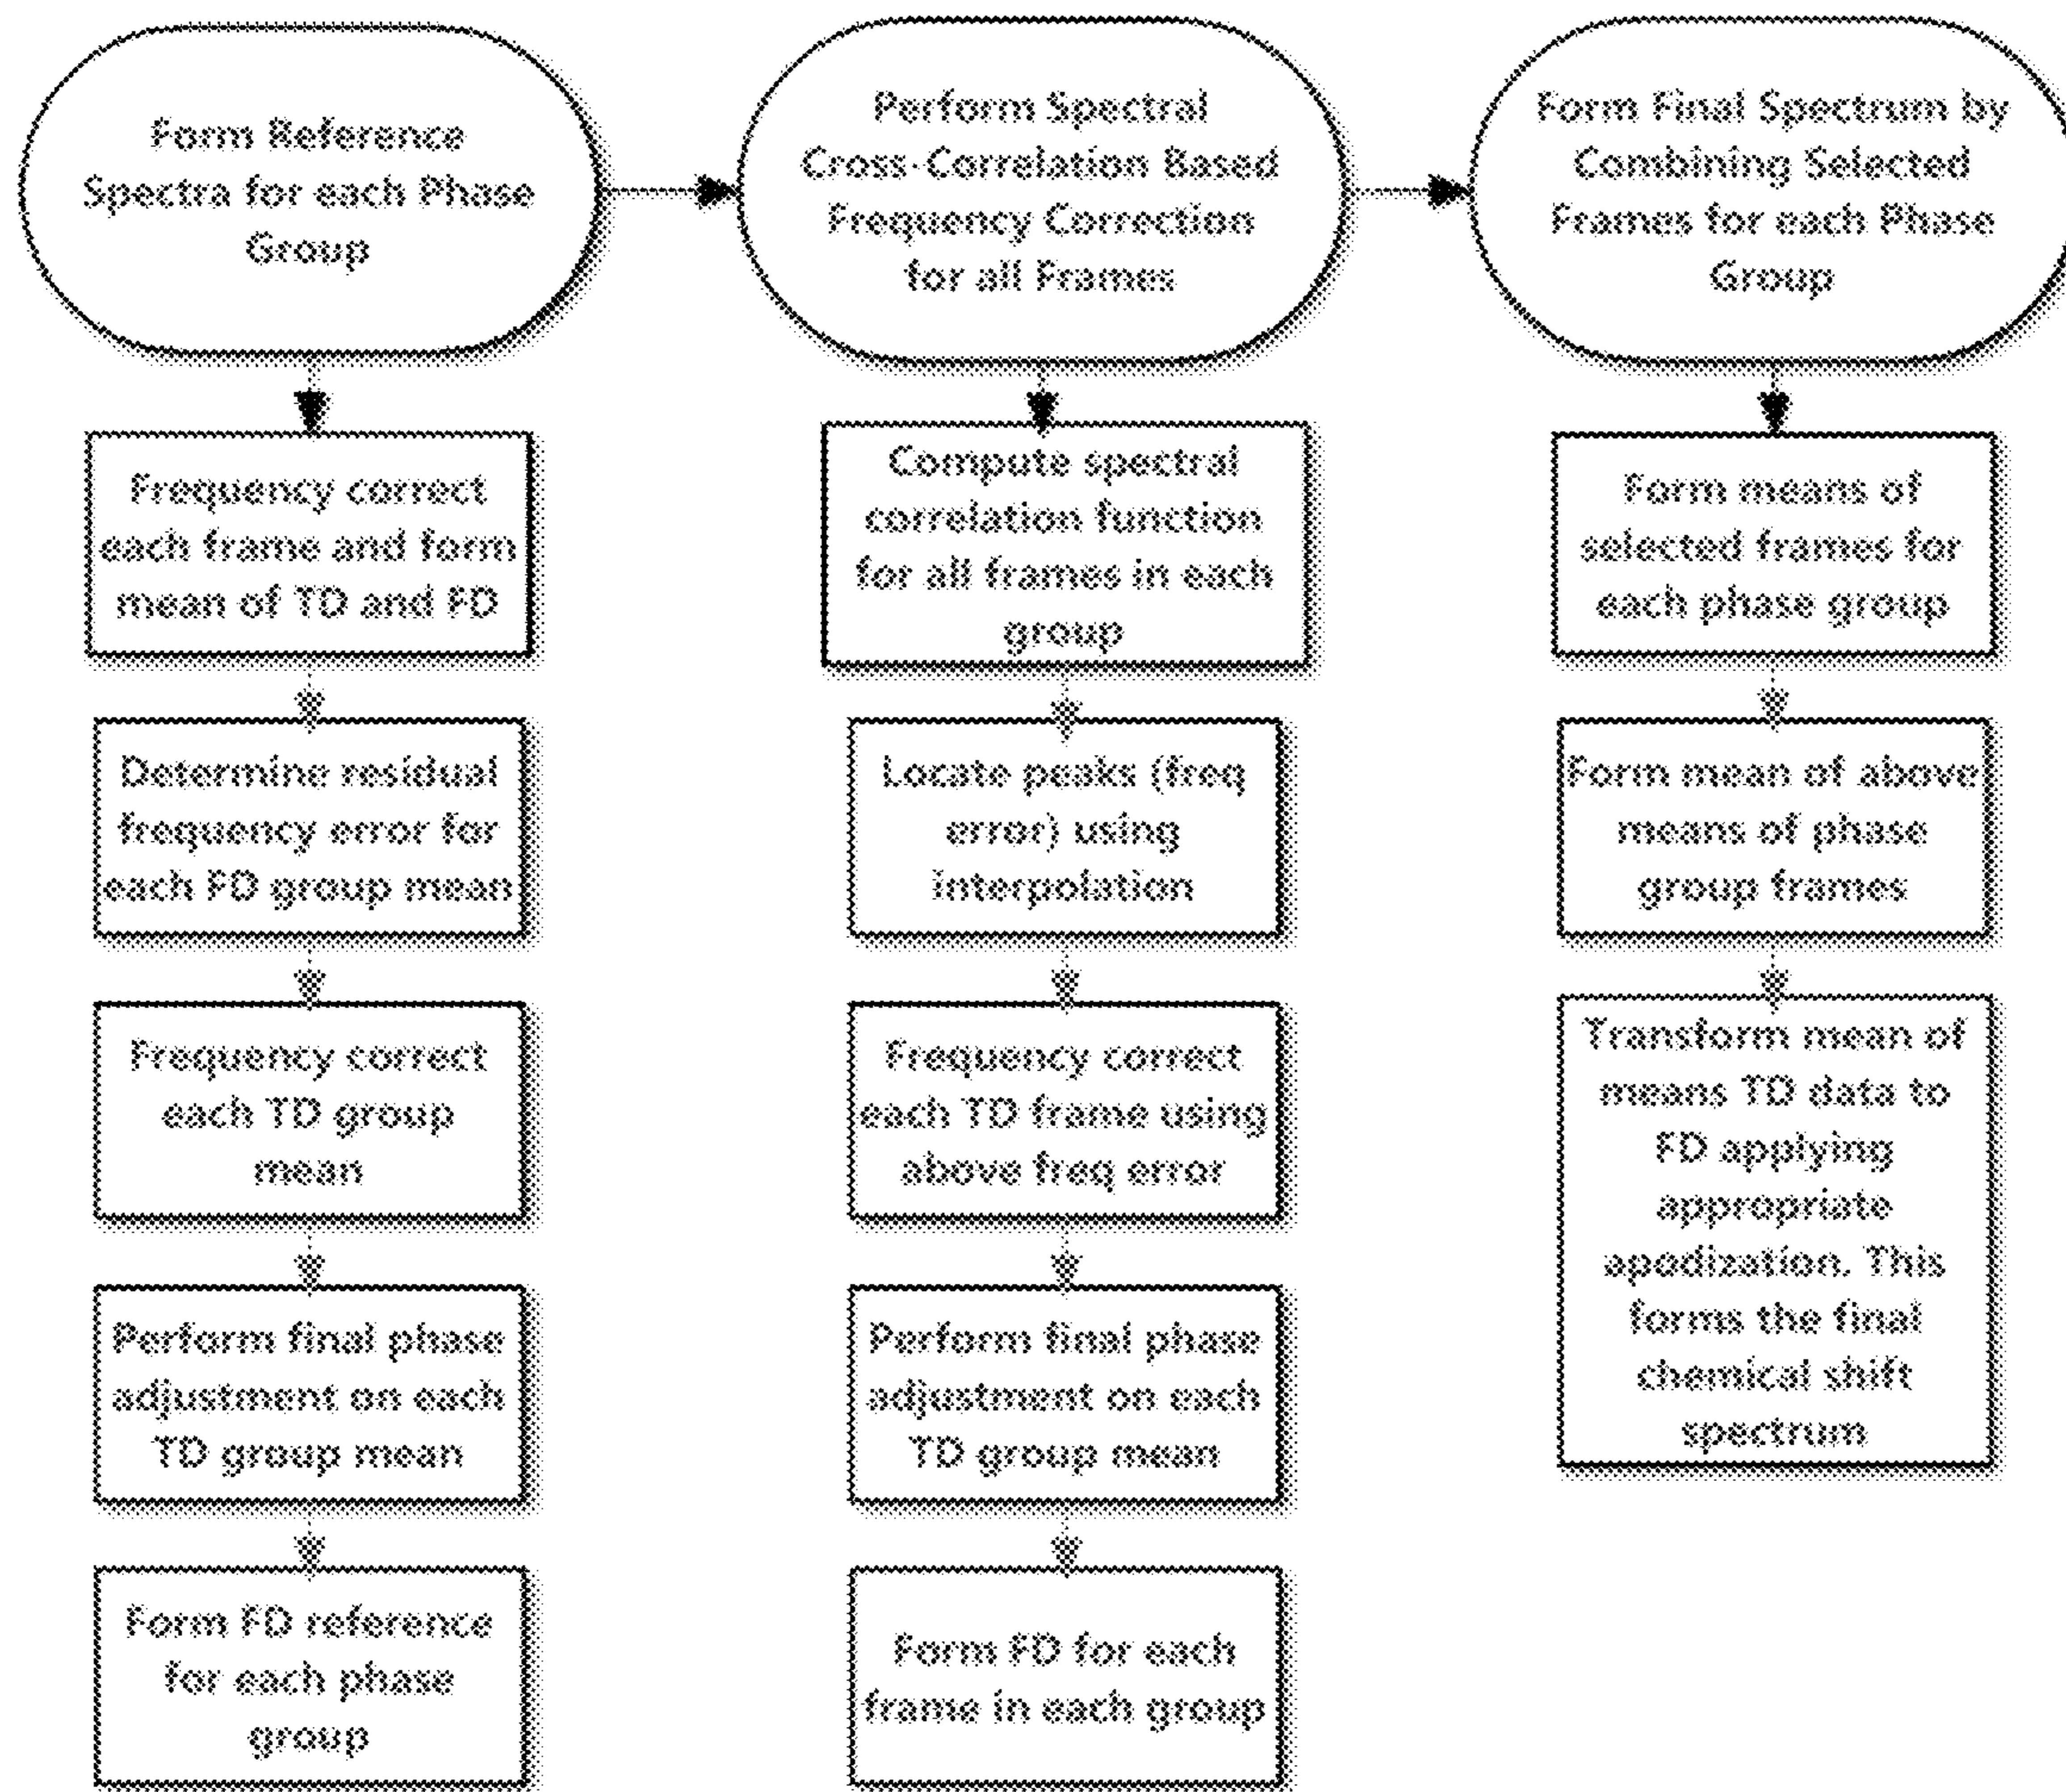 Form Reference
Spectra for each Phase
Group
Perform Spectral
Cross-Correlation Based
Frequency Correction
for all Frames
Form Final Spectrum by
Combining Selected
Frames for each Phase
Group
Frequency correct
each frame and form
mean of TD and FD
Determine residual
frequency error for
each FD group mean
Frequency correct
each TD group
mean
Perform final phase
adjustment on each
TD group mean
Form FD reference
for each phase
group
Compute spectral
correlation function
for all frames in each
group
Locate peaks (freq
error) using
interpolation
Frequency correct
each TD frame using
above freq error
Perform final phase
adjustment on each
TD group mean
Form FD for each
frame in each group
Form means of
selected frames for
each phase group
Form mean of above
means of phase
group frames
Transform mean of
means TD data to
FD applying
appropriate
apodization. This
forms the final
chemical shift
spectrum